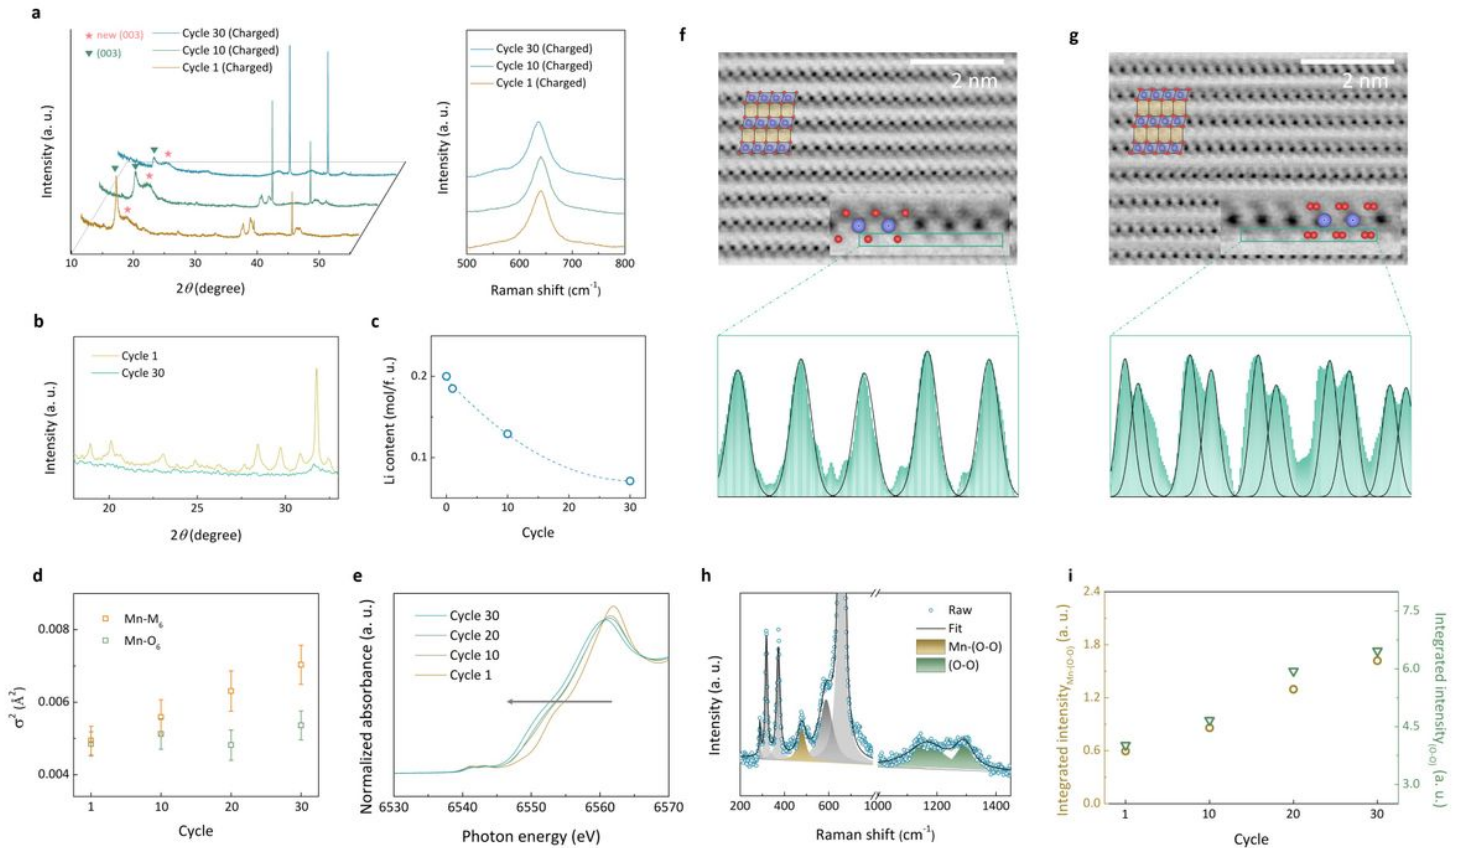 a
new (003)
(003)
Cycle 30 (Charged)
Cycle 10 (Charged)
Cycle 1 (Charged)
Intensity (a. u.)
10 20 30 40 50
2θ (degree)
Cycle 30 (Charged)
Cycle 10 (Charged)
Cycle 1 (Charged)
Intensity (a. u.)
500 600 700 800
Raman shift (cm⁻¹)
b
Cycle 1
Cycle 30
Intensity (a. u.)
20 25 30
2θ (degree)
c
Li content (mol/f. u.)
0.2
0.1
0 10 20 30
Cycle
d
Mn-M₆
Mn-O₆
σ² (Å²)
0.008
0.006
0.004
1 10 20 30
Cycle
e
Cycle 30
Cycle 20
Cycle 10
Cycle 1
Normalized absorbance (a. u.)
6530 6540 6550 6560 6570
Photon energy (eV)
f
2 nm
g
2 nm
h
Raw
Fit
Mn-(O-O)
(O-O)
Intensity (a. u.)
200 400 600 1000 1200 1400
Raman shift (cm⁻¹)
i
Integrated intensity Mn-(O-O) (a. u.)
2.4
1.8
1.2
0.6
0.0
7.5
6.0
4.5
3.0
Integrated intensity (O-O) (a. u.)
1 10 20 30
Cycle